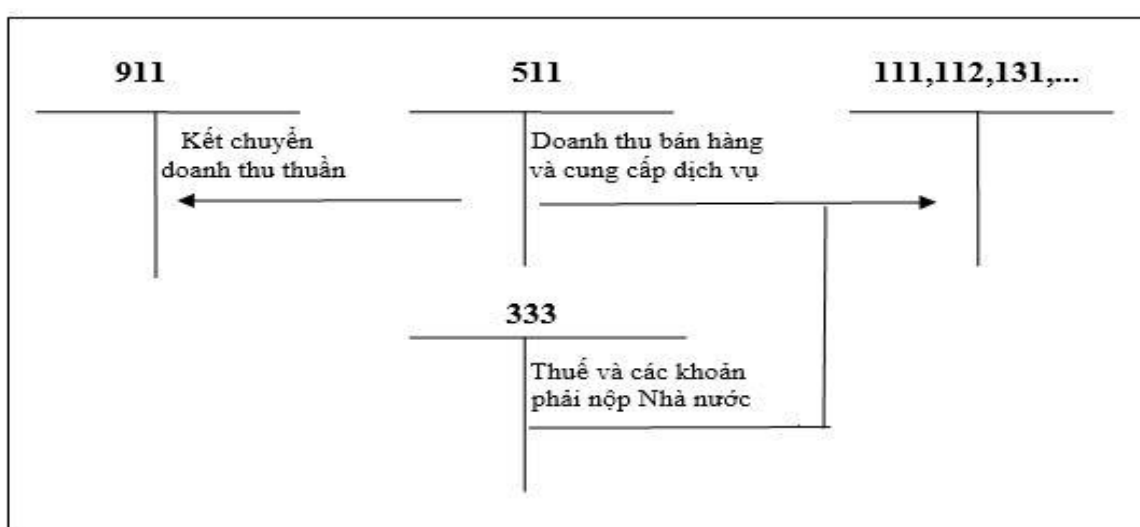 911
511
111,112,131,...
Kết chuyển
doanh thu thuần
Doanh thu bán hàng
và cung cấp dịch vụ
333
Thuế và các khoản
phải nộp Nhà nước